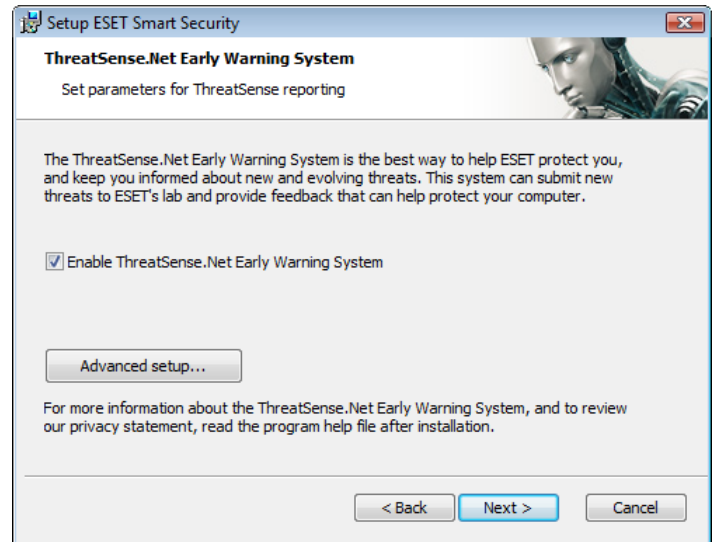 Setup ESET Smart Security
ThreatSense.Net Early Warning System
Set parameters for ThreatSense reporting
The ThreatSense.Net Early Warning System is the best way to help ESET protect you,
and keep you informed about new and evolving threats. This system can submit new
threats to ESET's lab and provide feedback that can help protect your computer.
Enable ThreatSense.Net Early Warning System
Advanced setup...
For more information about the ThreatSense.Net Early Warning System, and to review
our privacy statement, read the program help file after installation.
< Back
Next >
Cancel